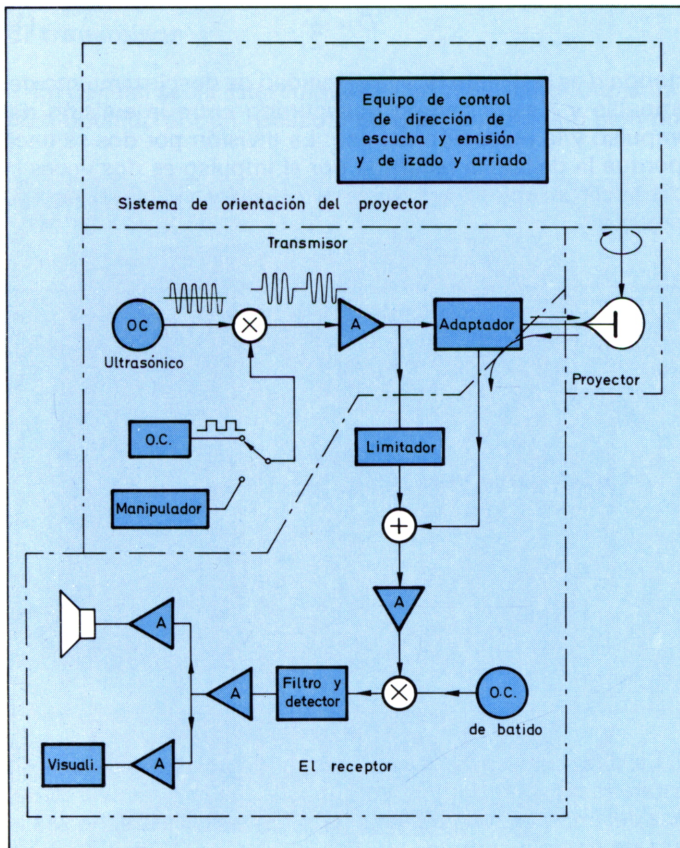 Equipo de control
de dirección de
escucha y emisión
y de izado y arriado
Sistema de orientación del proyector
Transmisor
OC
Ultrasónico
A
Adaptador
Proyector
O.C.
Limitador
Manipulador
A
A
Filtro y
detector
A
O.C.
de batido
Visuali.
A
El receptor